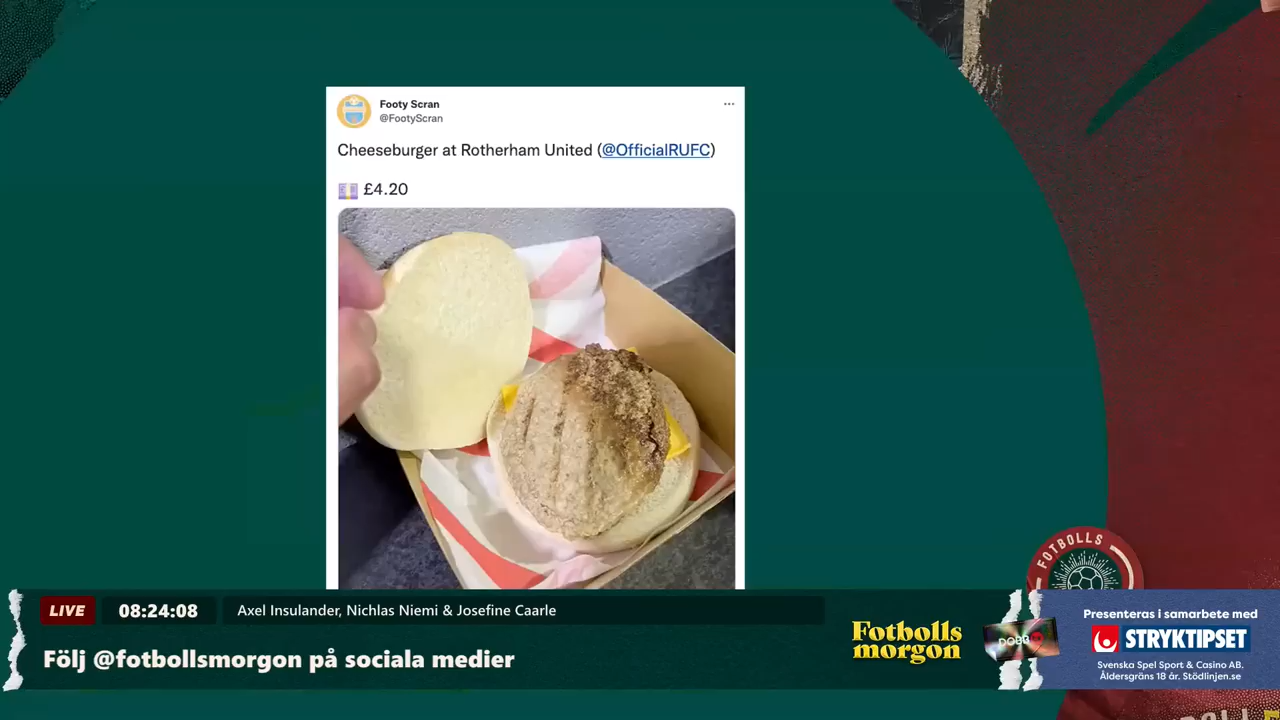 Footy Scran
@FootyScran
Cheeseburger at Rotherham United (@OfficialRUFC)
£4.20
FOTBOLLS
LIVE
08:24:08
Axel Insulander, Nichlas Niemi & Josefine Caarle
Följ @fotbollsmorgon på sociala medier
Fotbolls
morgon
Presenteras i samarbete med
STRYKTIPSET
Svenska Spel Sport & Casino AB.
Åldersgräns 18 år. Stödlinjen.se